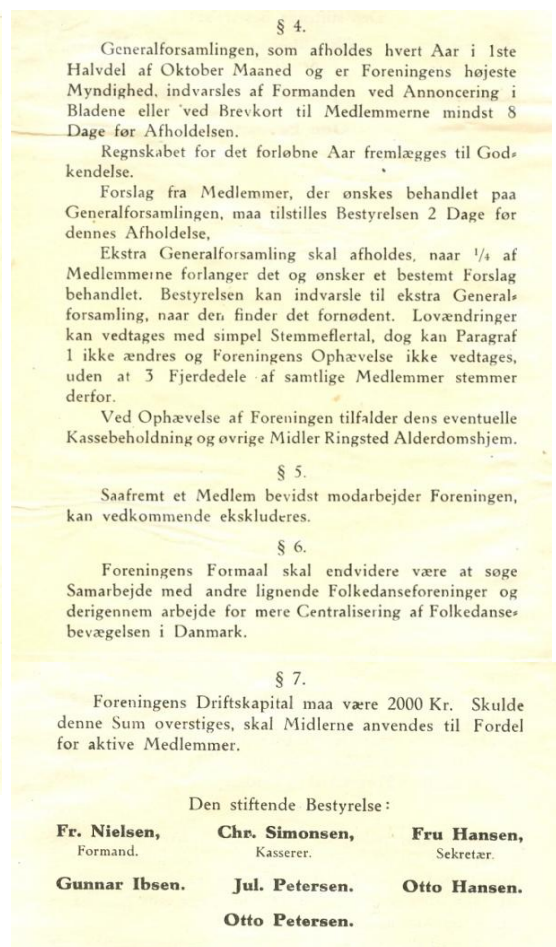 § 4.
Generalforsamlingen, som afholdes hvert Aar i 1ste
Halvdel af Oktober Maaned og er Foreningens højeste
Myndighed, indvarsles af Formanden ved Annoncering i
Bladene eller ved Brevkort til Medlemmerne mindst 8
Dage før Afholdelsen.
Regnskabet for det forløbne Aar fremlægges til God-
kendelse.
Forslag fra Medlemmer, der ønskes behandlet paa
Generalforsamlingen, maa tilstilles Bestyrelsen 2 Dage før
dennes Afholdelse,
Ekstra Generalforsamling skal afholdes, naar 1/4 af
Medlemmerne forlanger det og ønsker et bestemt Forslag
behandlet. Bestyrelsen kan indvarsle til ekstra General-
forsamling, naar den finder det fornødent. Lovændringer
kan vedtages med simpel Stemmeflertal, dog kan Paragraf
1 ikke ændres og Foreningens Ophævelse ikke vedtages,
uden at 3 Fjerdedele af samtlige Medlemmer stemmer
derfor.
Ved Ophævelse af Foreningen tilfalder dens eventuelle
Kassebeholdning og øvrige Midler Ringsted Alderdomshjem.
§ 5.
Saafremt et Medlem bevidst modarbejder Foreningen,
kan vedkommende ekskluderes.
§ 6.
Foreningens Formaal skal endvidere være at søge
Samarbejde med andre lignende Folkedanseforeninger og
derigennem arbejde for mere Centralisering af Folkedanse-
bevægelsen i Danmark.
§ 7.
Foreningens Driftskapital maa være 2000 Kr. Skulde
denne Sum overstiges, skal Midlerne anvendes til Fordel
for aktive Medlemmer.
Den stiftende Bestyrelse:
Fr. Nielsen, Chr. Simonsen, Fru Hansen,
Formand. Kasserer. Sekretær.
Gunnar Ibsen. Jul. Petersen. Otto Hansen.
Otto Petersen.